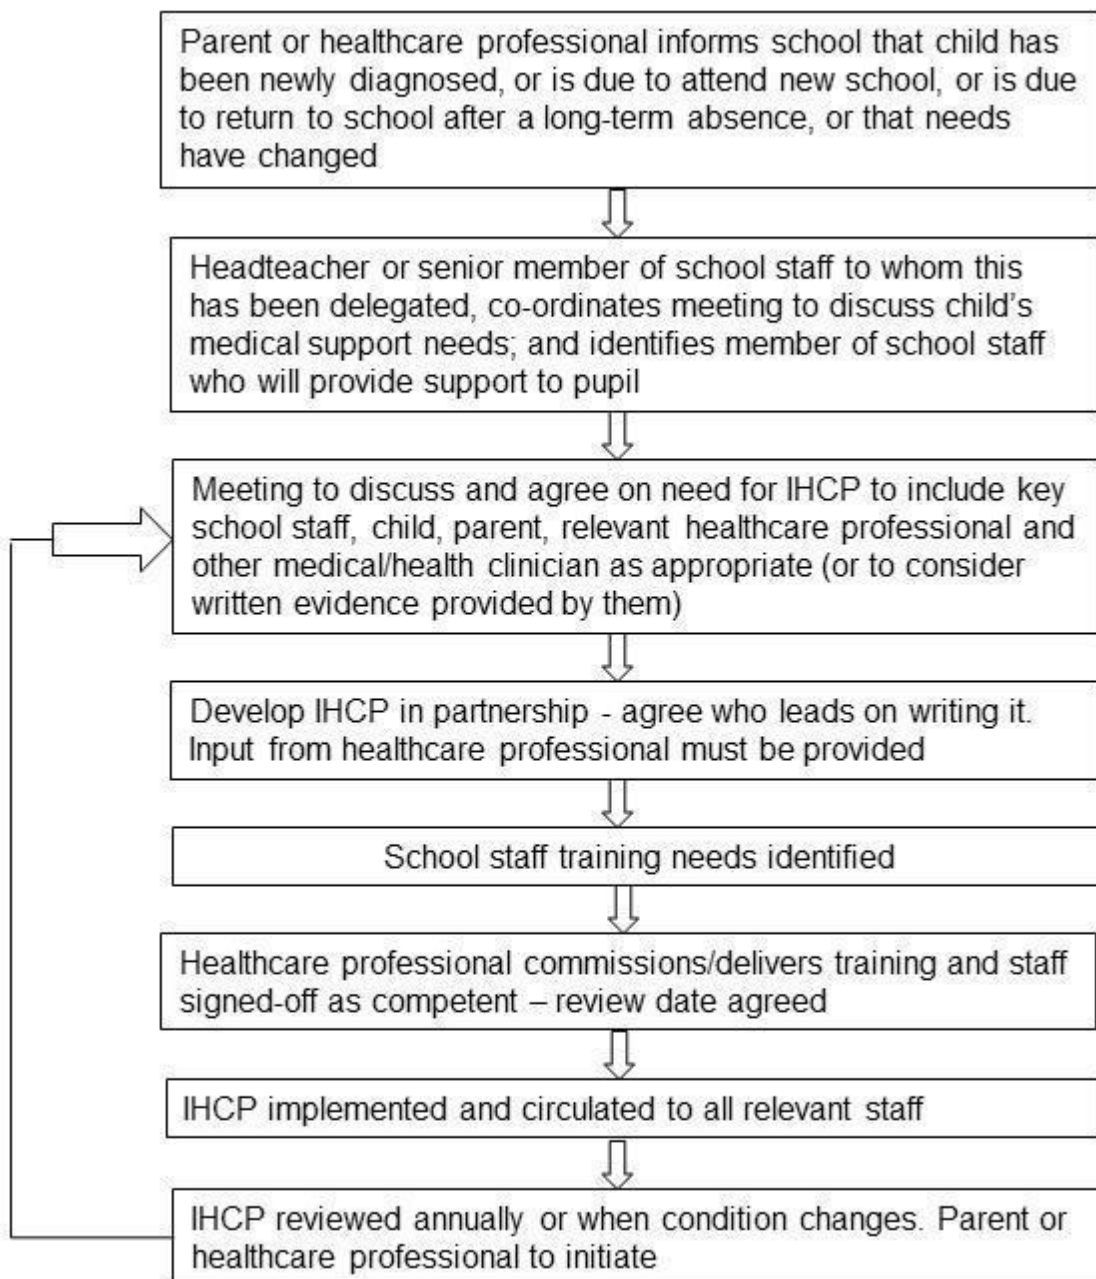 Parent or healthcare professional informs school that child has
been newly diagnosed, or is due to attend new school, or is due
to return to school after a long-term absence, or that needs
have changed
Headteacher or senior member of school staff to whom this
has been delegated, co-ordinates meeting to discuss child's
medical support needs; and identifies member of school staff
who will provide support to pupil
Meeting to discuss and agree on need for IHCP to include key
school staff, child, parent, relevant healthcare professional and
other medical/health clinician as appropriate (or to consider
written evidence provided by them)
Develop IHCP in partnership - agree who leads on writing it.
Input from healthcare professional must be provided
School staff training needs identified
Healthcare professional commissions/delivers training and staff
signed-off as competent – review date agreed
IHCP implemented and circulated to all relevant staff
IHCP reviewed annually or when condition changes. Parent or
healthcare professional to initiate